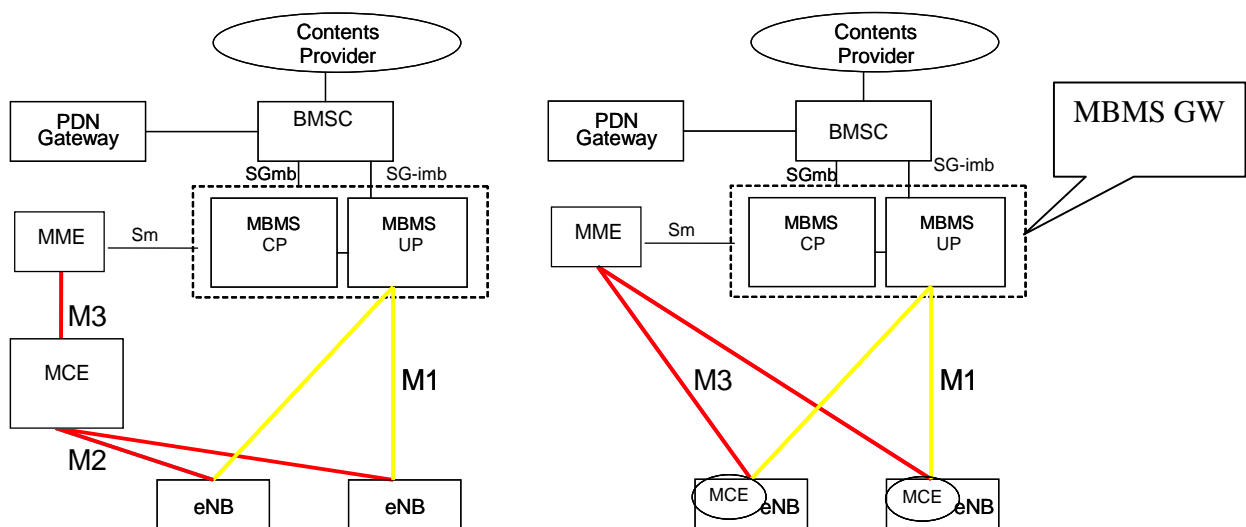 Contents
Provider
PDN
Gateway
BMSC
SGmb
SG-imb
MBMS
CP
MBMS
UP
MME
Sm
M3
MCE
M1
M2
eNB
eNB
Contents
Provider
MBMS GW
PDN
Gateway
BMSC
SGmb
SG-imb
MBMS
CP
MBMS
UP
MME
Sm
M3
M1
MCE
eNB
MCE
eNB